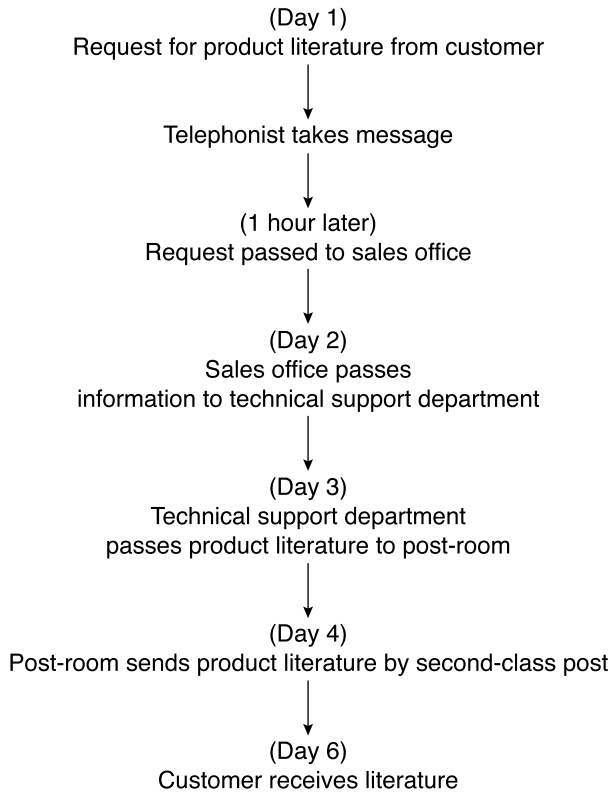 (Day 1)
Request for product literature from customer
Telephonist takes message
(1 hour later)
Request passed to sales office
(Day 2)
Sales office passes
information to technical support department
(Day 3)
Technical support department
passes product literature to post-room
(Day 4)
Post-room sends product literature by second-class post
(Day 6)
Customer receives literature